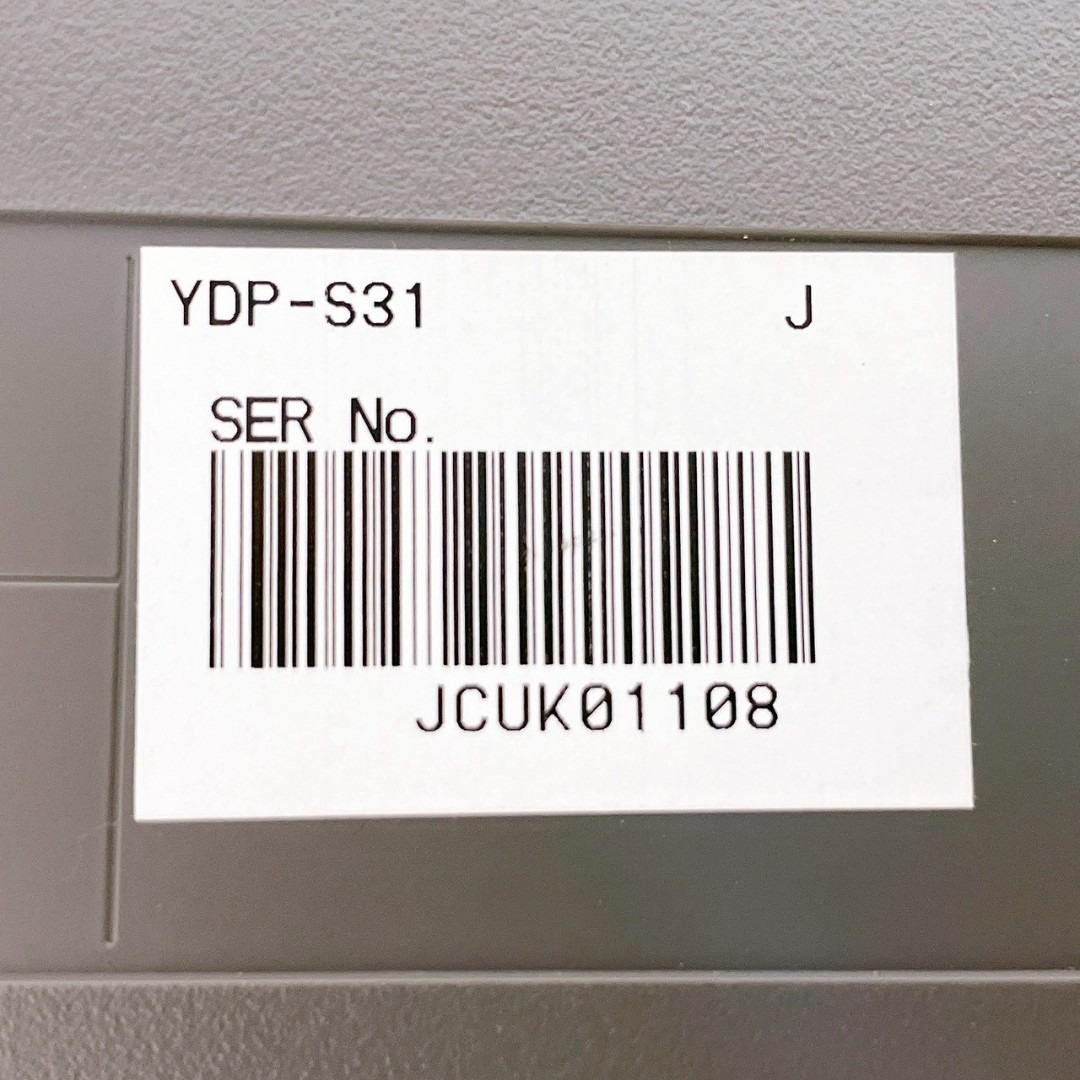 YDP-S31 J
SER No.
JCUK01108